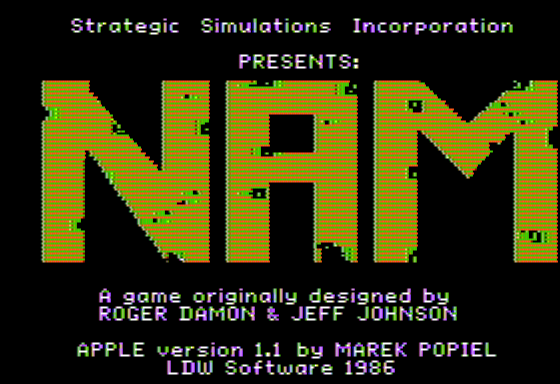 Strategic Simulations Incorporation
PRESENTS:
NAM
A game originally designed by
ROGER DAMON & JEFF JOHNSON
APPLE version 1.1 by MAREK POPIEL
LDW Software 1986